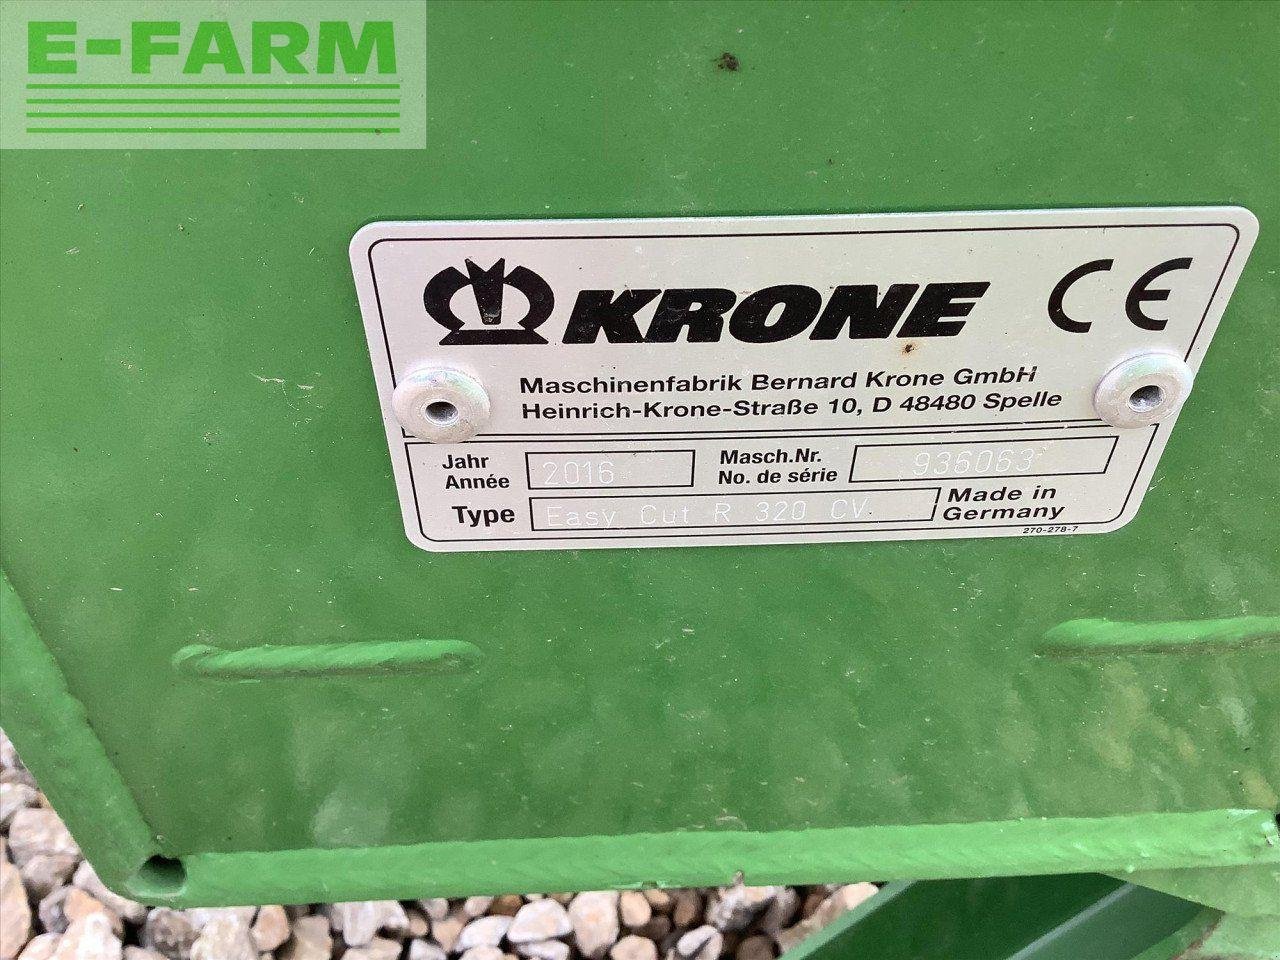 E-FARM
KRONE CE
Maschinenfabrik Bernard Krone GmbH
Heinrich-Krone-Straße 10, D 48480 Spelle
Jahr
Année
2016
Masch.Nr.
No. de série
936063
Type Easy Cut R 320 CV
Made in
Germany
270-278-7